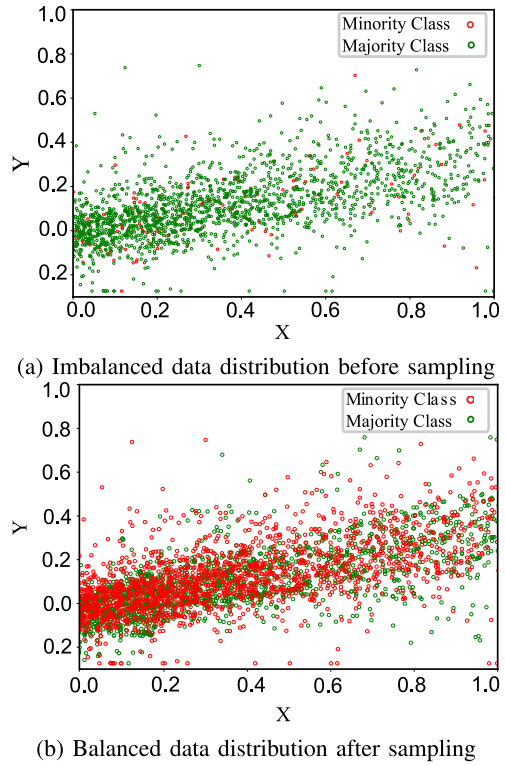 1.0
Minority Class
Majority Class
0.8
0.6
0.4
0.2
0.0
0.2
Y
0.0 0.2 0.4 0.6 0.8 1.0
X
(a) Imbalanced data distribution before sampling
1.0
Minority Class
Majority Class
0.8
0.6
0.4
0.2
0.0
0.2
Y
0.0 0.2 0.4 0.6 0.8 1.0
X
(b) Balanced data distribution after sampling